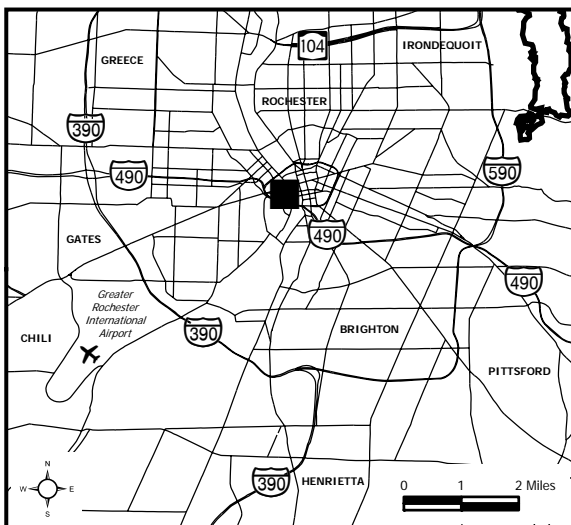 104
IRONDEQUOIT
GREECE
ROCHESTER
390
490
590
490
GATES
490
Greater
Rochester
International
Airport
390
BRIGHTON
CHILI
PITTSFORD
N
W E
S
390
HENRIETTA
0 1 2 Miles